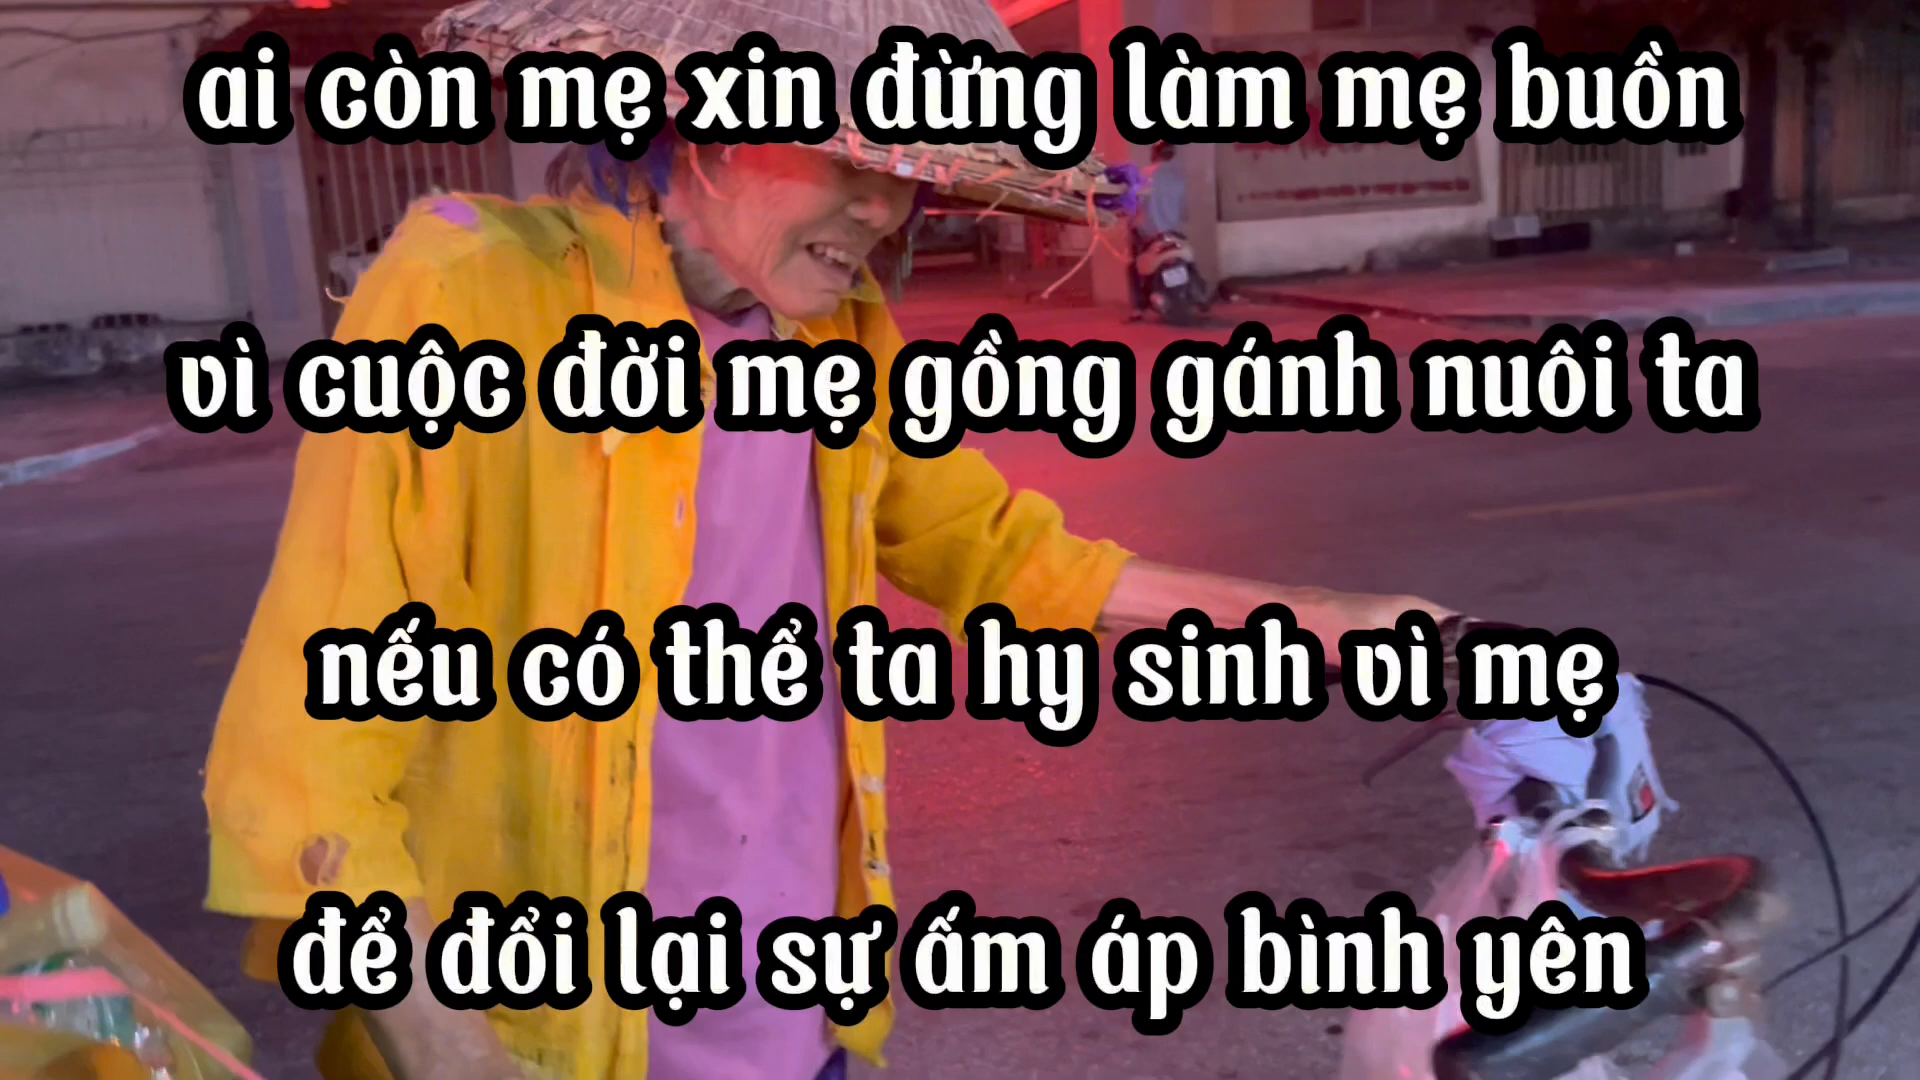 ai còn mẹ xin đừng làm mẹ buồn
vì cuộc đời mẹ gồng gánh nuôi ta
nếu có thể ta hy sinh vì mẹ
để đổi lại sự ấm áp bình yên